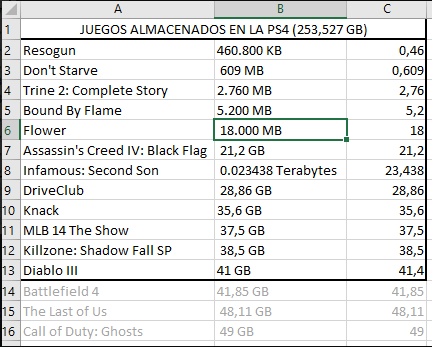 A B C
1 JUEGOS ALMACENADOS EN LA PS4 (253,527 GB)
2 Resogun 460.800 KB 0,46
3 Don't Starve 609 MB 0,609
4 Trine 2: Complete Story 2.760 MB 2,76
5 Bound By Flame 5.200 MB 5,2
6 Flower 18.000 MB 18
7 Assassin's Creed IV: Black Flag 21,2 GB 21,2
8 Infamous: Second Son 0.023438 Terabytes 23,438
9 DriveClub 28,86 GB 28,86
10 Knack 35,6 GB 35,6
11 MLB 14 The Show 37,5 GB 37,5
12 Killzone: Shadow Fall SP 38,5 GB 38,5
13 Diablo III 41 GB 41,4
14 Battlefield 4 41,85 GB 41,85
15 The Last of Us 48,11 GB 48,11
16 Call of Duty: Ghosts 49 GB 49